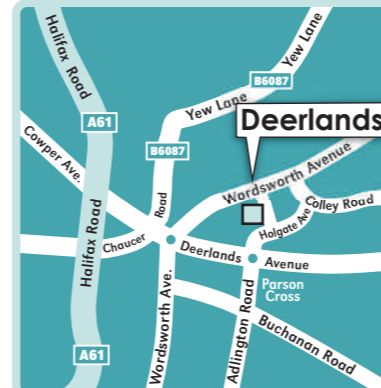 Halifax Road
Yew Lane
B6087
A61
Yew Lane
Deerlands
Cowper Ave.
B6087
Wordsworth Avenue
Road
Colley Road
Holgate Ave
Chaucer
Deerlands
Avenue
Halifax Road
Parson
Cross
Wordsworth Ave.
Adlington Road
Buchanan Road
A61